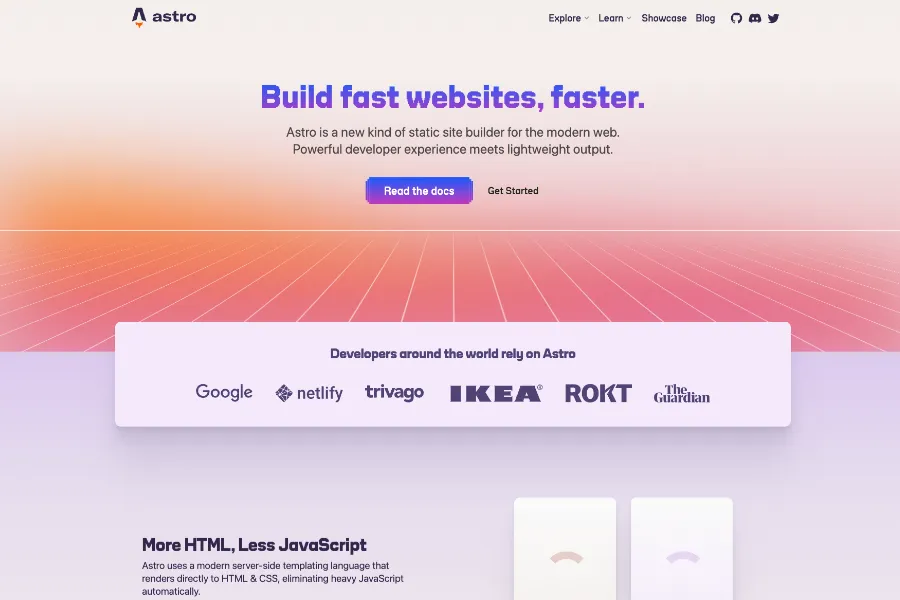 astro
Explore Learn Showcase Blog
Build fast websites, faster.
Astro is a new kind of static site builder for the modern web.
Powerful developer experience meets lightweight output.
Read the docs Get Started
Developers around the world rely on Astro
Google netlify trivago IKEA® ROKT The Guardian
More HTML, Less JavaScript
Astro uses a modern server-side templating language that
renders directly to HTML & CSS, eliminating heavy JavaScript
automatically.